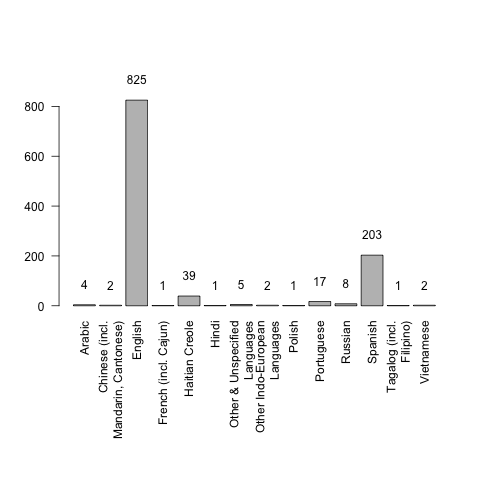 825
800
600
400
203
200
39
17
8
4
2
1
1
5
2
1
1
2
0
Arabic
Chinese (incl.
Mandarin, Cantonese)
English
French (incl. Cajun)
Haitian Creole
Hindi
Other & Unspecified
Languages
Other Indo-European
Languages
Polish
Portuguese
Russian
Spanish
Tagalog (incl.
Filipino)
Vietnamese